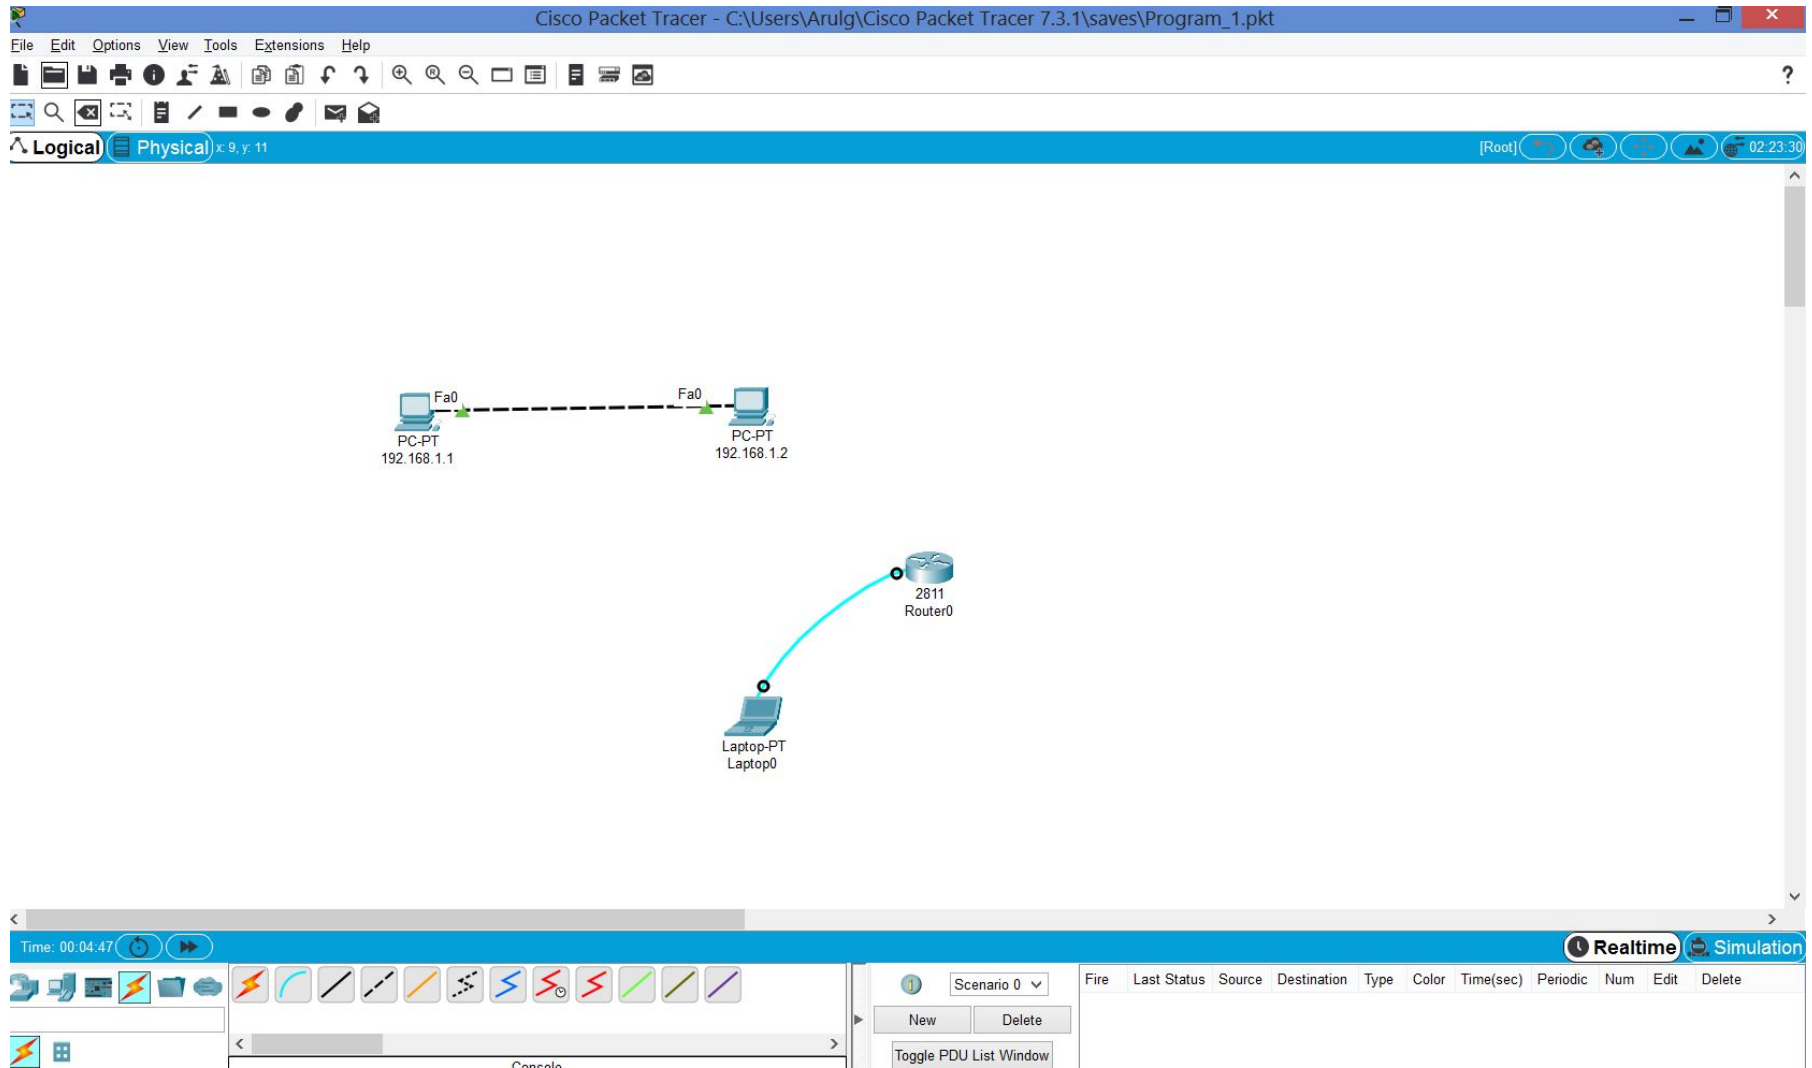 Cisco Packet Tracer - C:\Users\Arulg\Cisco Packet Tracer 7.3.1\saves\Program_1.pkt
File Edit Options View Tools Extensions Help
?
Logical Physical x: 9, y: 11 [Root] 02:23:30
Fa0 Fa0
PC-PT
192.168.1.1
PC-PT
192.168.1.2
2811
Router0
Laptop-PT
Laptop0
Time: 00:04:47 Realtime Simulation
Scenario 0
Fire Last Status Source Destination Type Color Time(sec) Periodic Num Edit Delete
New Delete
Toggle PDU List Window
Console